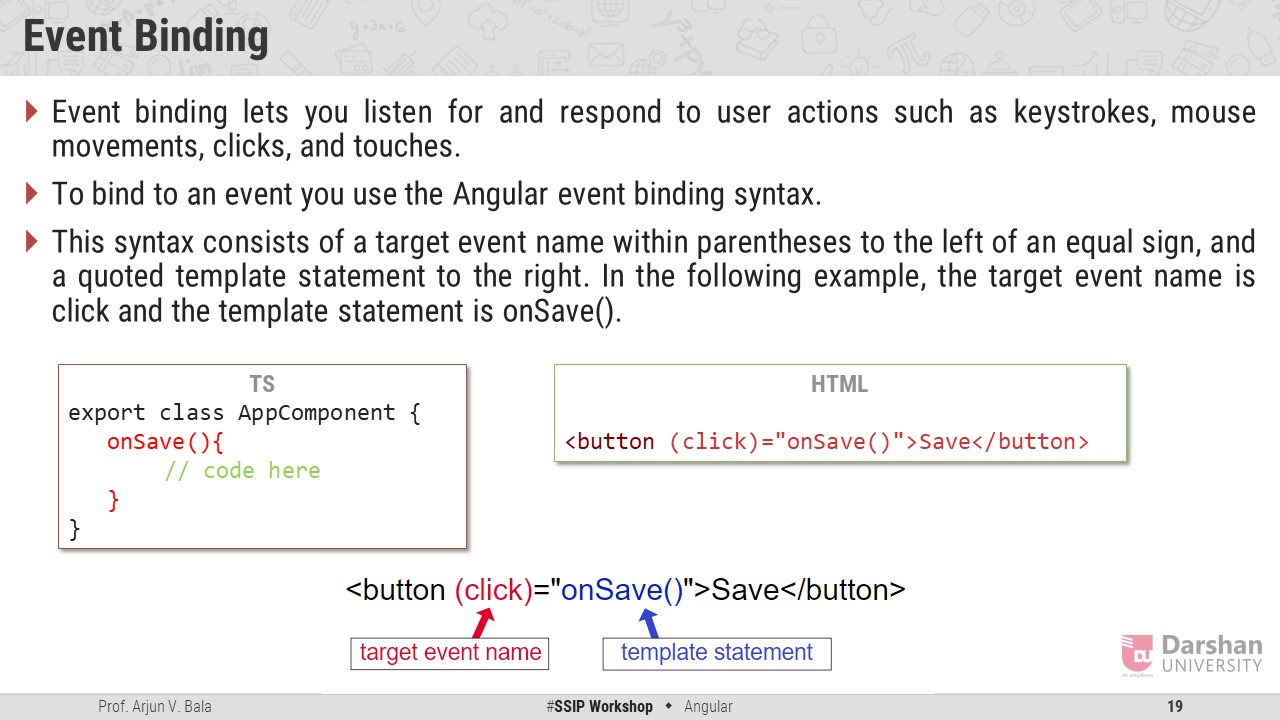 Event Binding
Event binding lets you listen for and respond to user actions such as keystrokes, mouse
movements, clicks, and touches.
To bind to an event you use the Angular event binding syntax.
This syntax consists of a target event name within parentheses to the left of an equal sign, and
a quoted template statement to the right. In the following example, the target event name is
click and the template statement is onSave().
TS
export class AppComponent {
onSave(){
// code here
}
}
HTML
<button (click)="onSave()">Save</button>
<button (click)="onSave()">Save</button>
target event name
template statement
DU
Darshan
UNIVERSITY
Prof. Arjun V. Bala
#SSIP Workshop
Angular
19